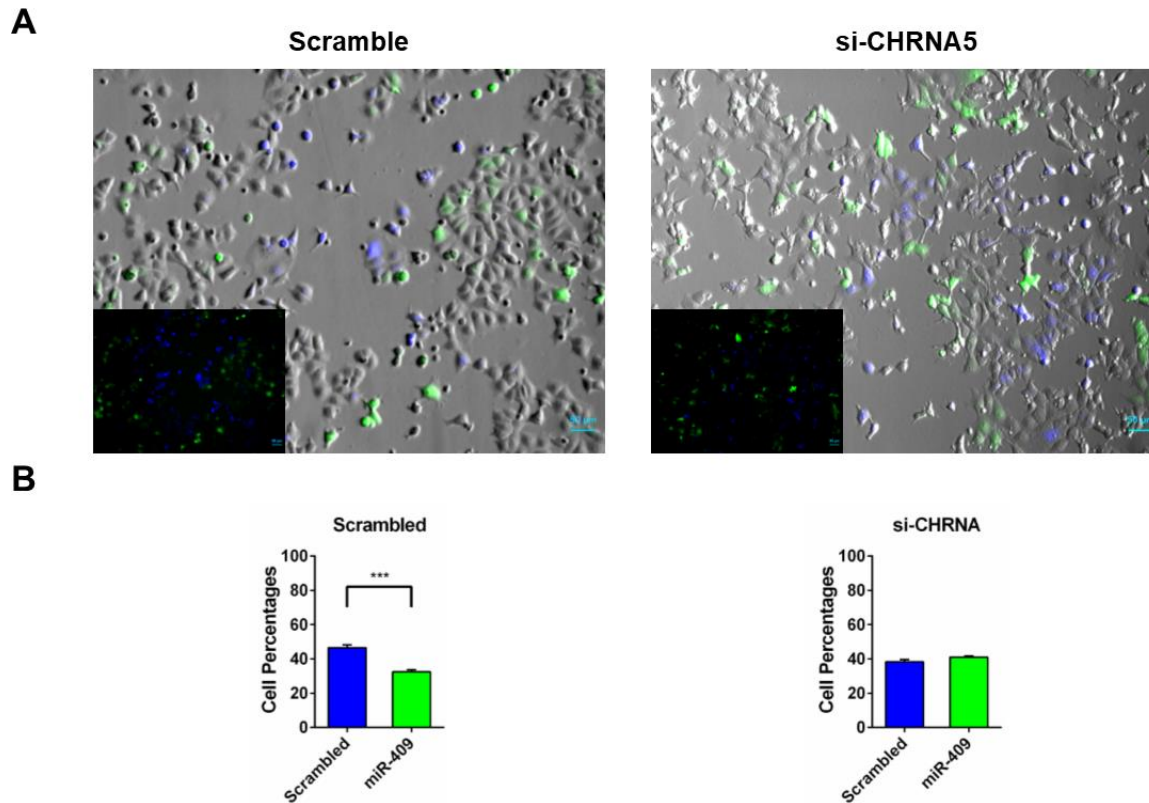 A
Scramble
si-CHRNA5
B
Scrambled
***
Cell Percentages
100
80
60
40
20
0
Scrambled
miR-409
si-CHRNA
Cell Percentages
100
80
60
40
20
0
Scrambled
miR-409